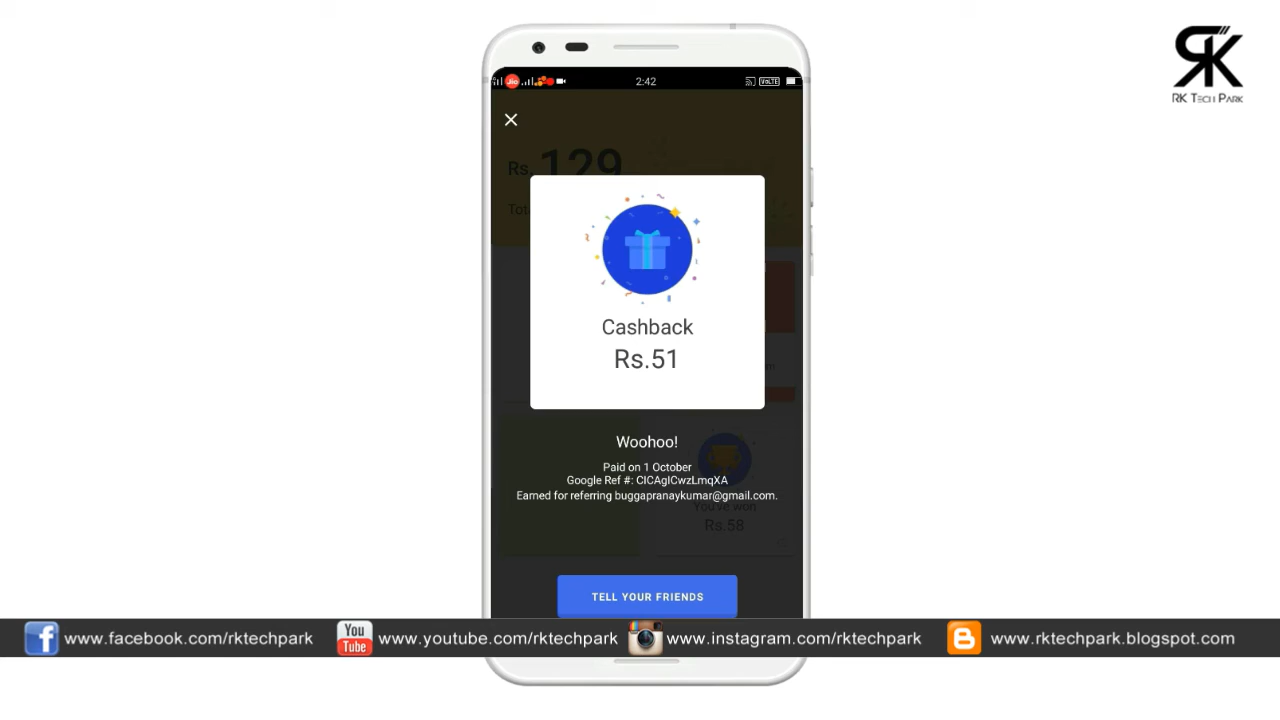 RK TECH PARK
Jio
2:42
VoLTE
Rs. 129
Cashback
Rs.51
Woohoo!
Paid on 1 October
Google Ref #: CICAgICwzLmqXA
Earned for referring buggapranaykumar@gmail.com.
You've won
Rs.58
TELL YOUR FRIENDS
www.facebook.com/rktechpark
You
Tube
www.youtube.com/rktechpark
www.instagram.com/rktechpark
www.rktechpark.blogspot.com